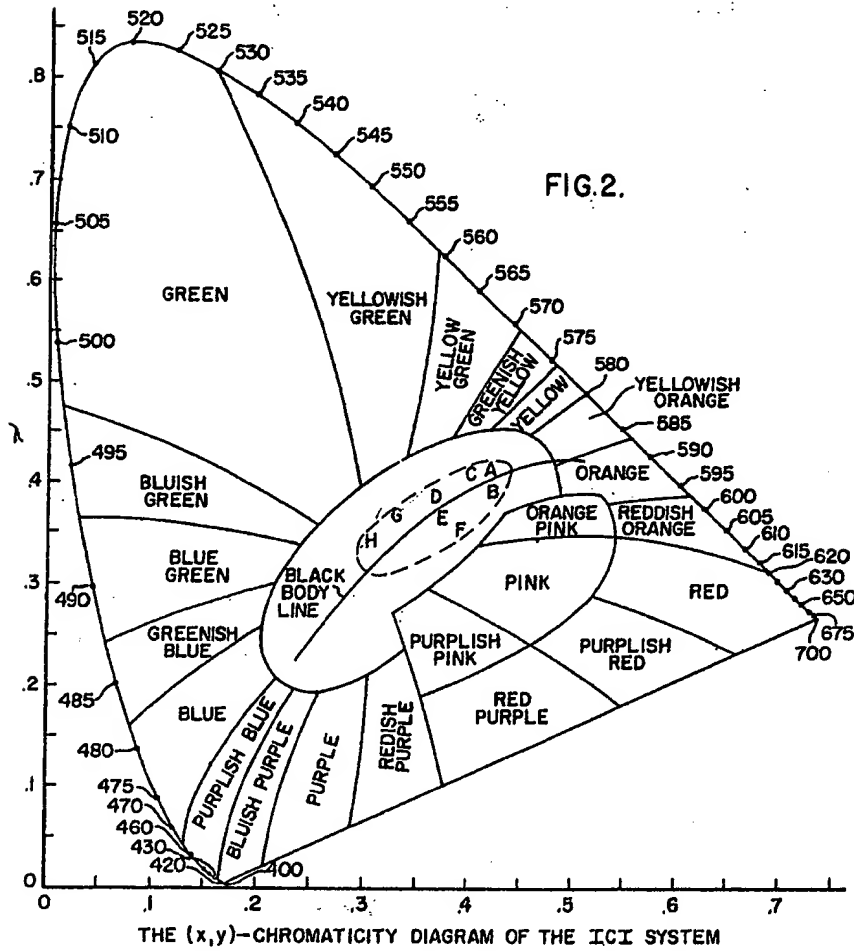 520
515
525
530
.8
535
540
510
545
.7
550
FIG.2.
555
505
560
.6
565
GREEN
YELLOWISH
GREEN
570
500
YELLOW
GREEN
GREENISH
YELLOW
575
580
.5
YELLOW
YELLOWISH
ORANGE
585
495
590
.4
BLUISH
GREEN
C A
ORANGE
595
D B
600
G E
ORANGE
PINK
REDDISH
ORANGE
605
H F
610
BLUE
GREEN
615
620
.3
BLACK
BODY
LINE
PINK
RED
630
490
650
675
GREENISH
BLUE
PURPLISH
PINK
PURPLISH
RED
700
.2
485
BLUE
RED
PURPLE
480
PURPLISH BLUE
BLUISH PURPLE
PURPLE
REDISH
PURPLE
.1
475
470
460
430
420
400
0
0 .1 .2 .3 .4 .5 .6 .7
THE (x,y)-CHROMATICITY DIAGRAM OF THE ICI SYSTEM